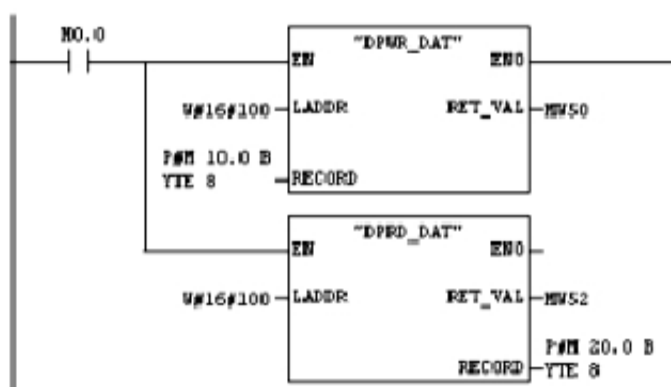 M0.0
"DPWR_DAT"
EN ENO
W#16#100 LADDR RET_VAL MW50
P#M 10.0 B
YTE 8 RECORD
"DPRD_DAT"
EN ENO
W#16#100 LADDR RET_VAL MW52
P#M 20.0 B
RECORD YTE 8